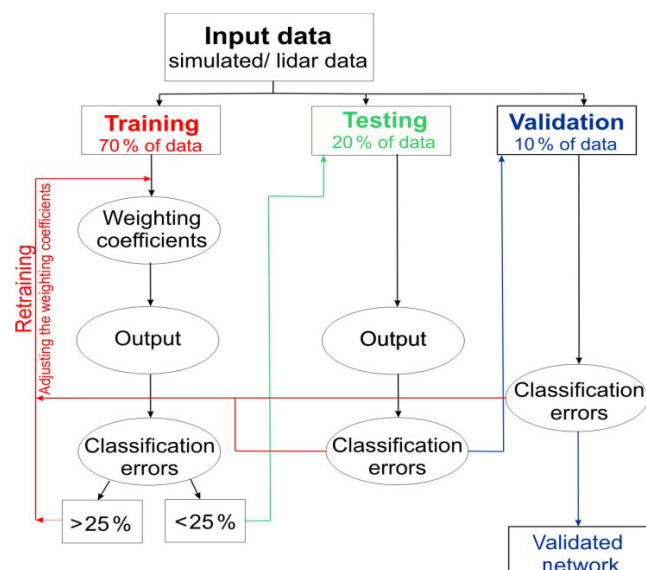 Input data
simulated/ lidar data
Training
70 % of data
Testing
20 % of data
Validation
10 % of data
Retraining
Adjusting the weighting coefficients
Weighting
coefficients
Output
Output
Classification
errors
Classification
errors
Classification
errors
>25 %
<25 %
Validated
network